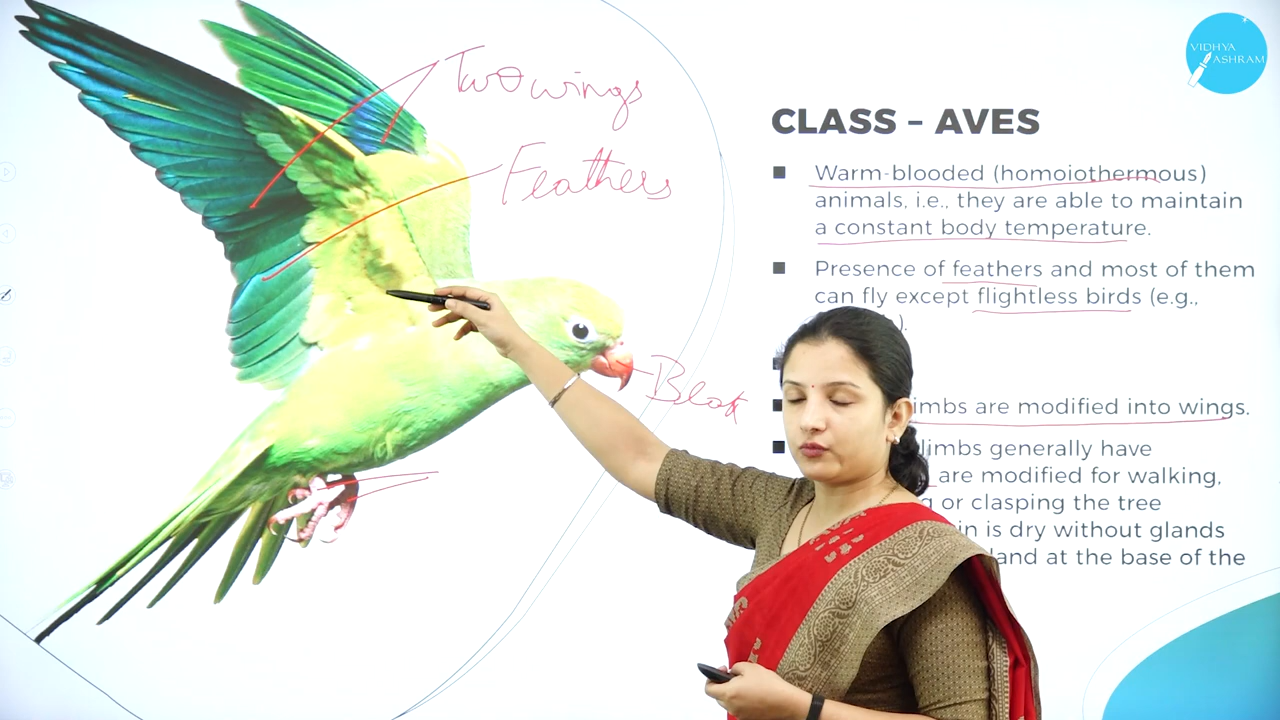 VIDHYA
ASHRAM
Two wings
Feathers
Beak
CLASS – AVES
Warm-blooded (homoiothermous)
animals, i.e., they are able to maintain
a constant body temperature.
Presence of feathers and most of them
can fly except flightless birds (e.g.,
).
limbs are modified into wings.
limbs generally have
are modified for walking,
or clasping the tree
is dry without glands
at the base of the